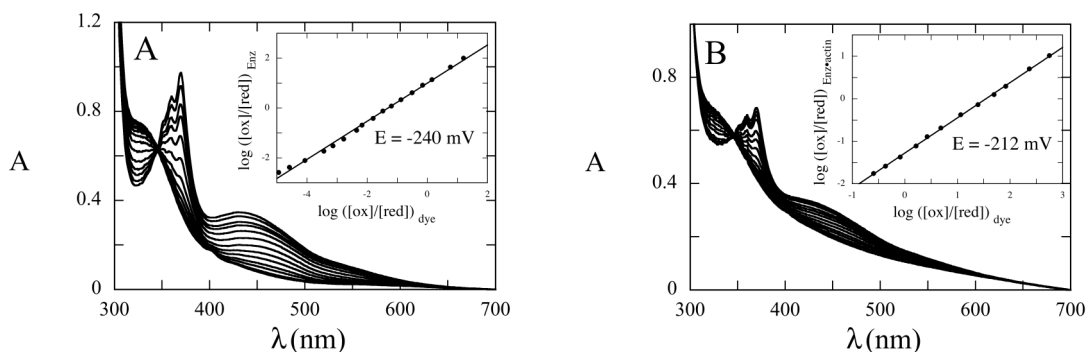 A
1.2
0.8
0.4
0
A
300
400
500
600
700
λ (nm)
log ([ox]/[red]) Enz
2
0
-2
-4
-2
0
2
log ([ox]/[red]) dye
E = -240 mV
B
0.8
0.4
0
A
300
400
500
600
700
λ (nm)
log ([ox]/[red]) Enz•actin
1
0
-1
-2
-1
0
1
2
3
log ([ox]/[red]) dye
E = -212 mV